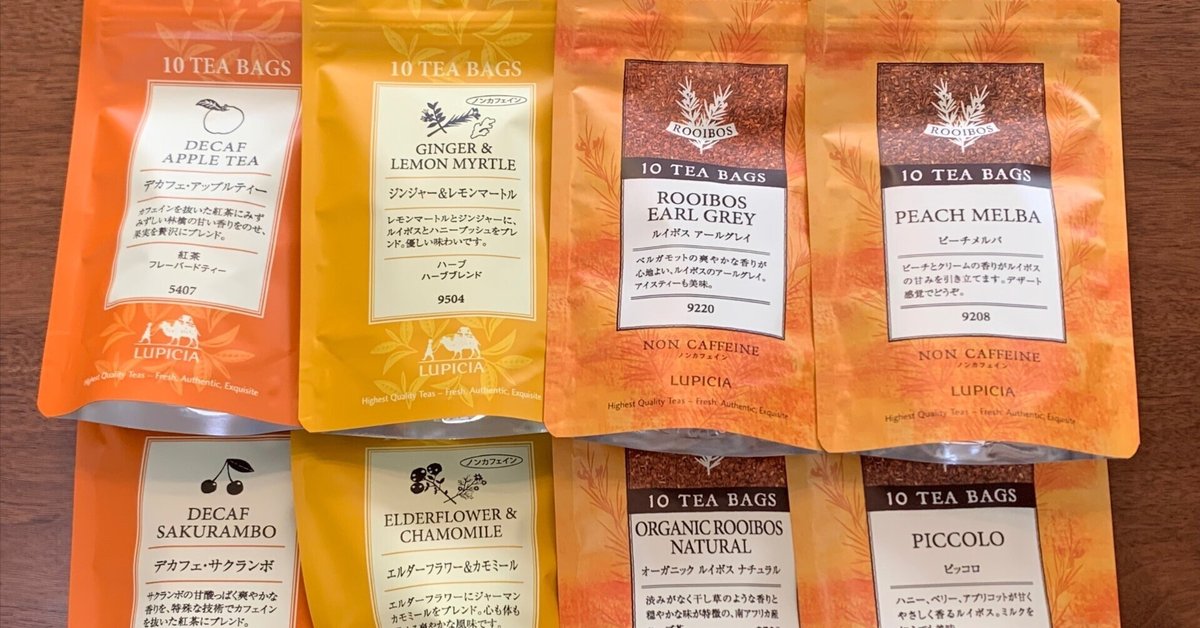 10 TEA BAGS
DECAF
APPLE TEA
デカフェ・アップルティー
カフェインを抜いた紅茶にみず
みずしい林檎の甘い香りをのせ、
果実を贅沢にブレンド。
紅茶
フレーバードティー
5407
LUPICIA
Highest Quality Teas – Fresh, Authentic, Exquisite
10 TEA BAGS
ノンカフェイン
GINGER &
LEMON MYRTLE
ジンジャー&レモンマートル
レモンマートルとジンジャーに、
ルイボスとハニーブッシュをブレ
ンド。優しい味わいです。
ハーブ
ハーブブレンド
9504
LUPICIA
Highest Quality Teas – Fresh, Authentic, Exquisite
ROOIBOS
10 TEA BAGS
ROOIBOS
EARL GREY
ルイボス アールグレイ
ベルガモットの爽やかな香りが
心地よい、ルイボスのアールグレイ。
アイスティーも美味。
9220
NON CAFFEINE
ノンカフェイン
LUPICIA
Highest Quality Teas – Fresh, Authentic, Exquisite
ROOIBOS
10 TEA BAGS
PEACH MELBA
ピーチメルバ
ピーチとクリームの香りがルイボス
の甘みを引き立てます。デザート
感覚でどうぞ。
9208
NON CAFFEINE
ノンカフェイン
LUPICIA
Highest Quality Teas – Fresh, Authentic, Exquisite
DECAF
SAKURAMBO
デカフェ・サクランボ
サクランボの甘酸っぱく爽やかな
香りを、特殊な技術でカフェイン
を抜いた紅茶にブレンド。
ノンカフェイン
ELDERFLOWER &
CHAMOMILE
エルダーフラワー&カモミール
エルダーフラワーにジャーマン
カモミールをブレンド。心も体も
爽やかな風味です。
10 TEA BAGS
ORGANIC ROOIBOS
NATURAL
オーガニック ルイボス ナチュラル
渋みがなく干し草のような香りと
穏やかな味が特徴の、南アフリカ産
10 TEA BAGS
PICCOLO
ピッコロ
ハニー、ベリー、アプリコットが甘く
やさしく香るルイボス。ミルクを